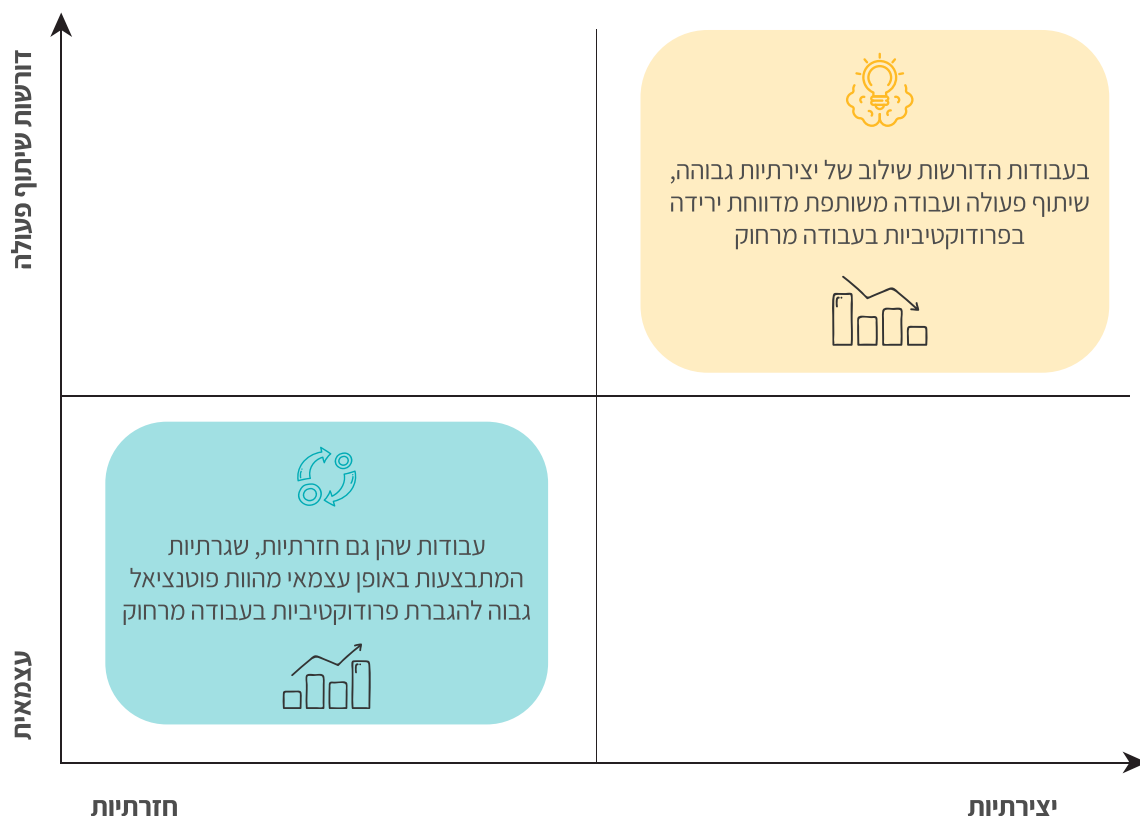 דורשות שיתוף פעולה
בעבודות הדורשות שילוב של יצירתיות גבוהה,
שיתוף פעולה ועבודה משותפת מדווחת ירידה
בפרודוקטיביות בעבודה מרחוק
עבודות שהן גם חזרתיות, שגרתיות
המתבצעות באופן עצמאי מהוות פוטנציאל
גבוה להגברת פרודוקטיביות בעבודה מרחוק
עצמאית
יצירתיות
חזרתיות